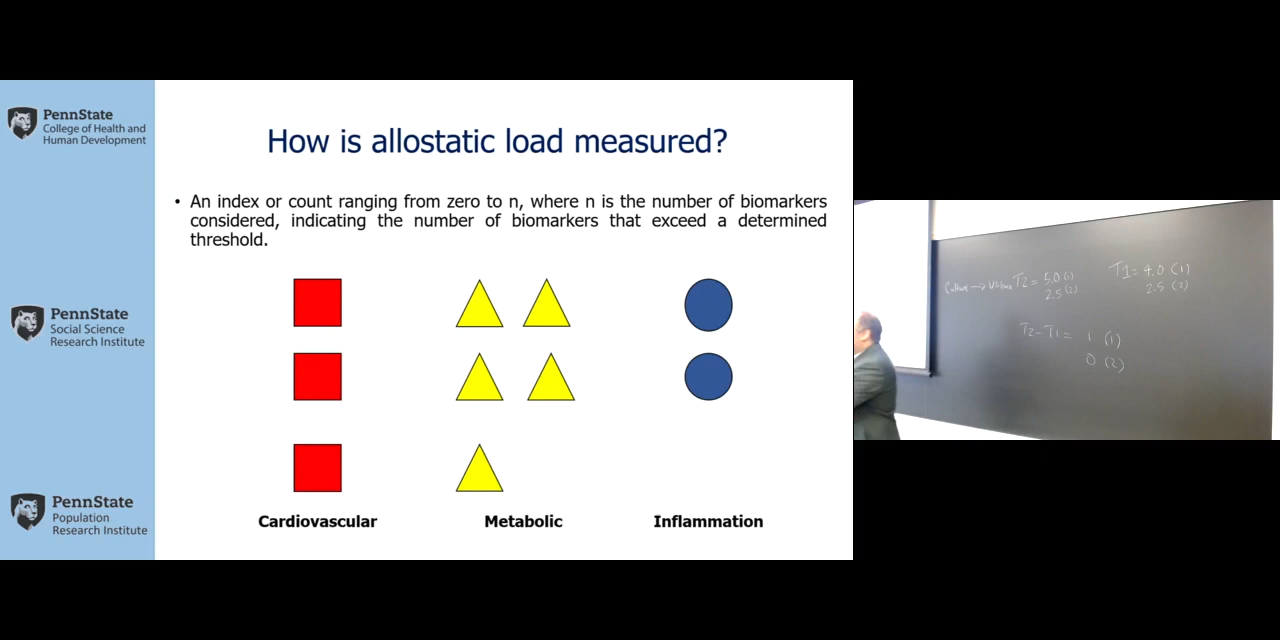 PennState
College of Health and
Human Development
PennState
Social Science
Research Institute
PennState
Population
Research Institute
How is allostatic load measured?
• An index or count ranging from zero to n, where n is the number of biomarkers
considered, indicating the number of biomarkers that exceed a determined
threshold.
Cardiovascular Metabolic Inflammation
Culture → T2 = 5.0 (1)
2.5 (2)
T1 = 4.0 (1)
2.5 (2)
T2 - T1 = 1 (1)
0 (2)